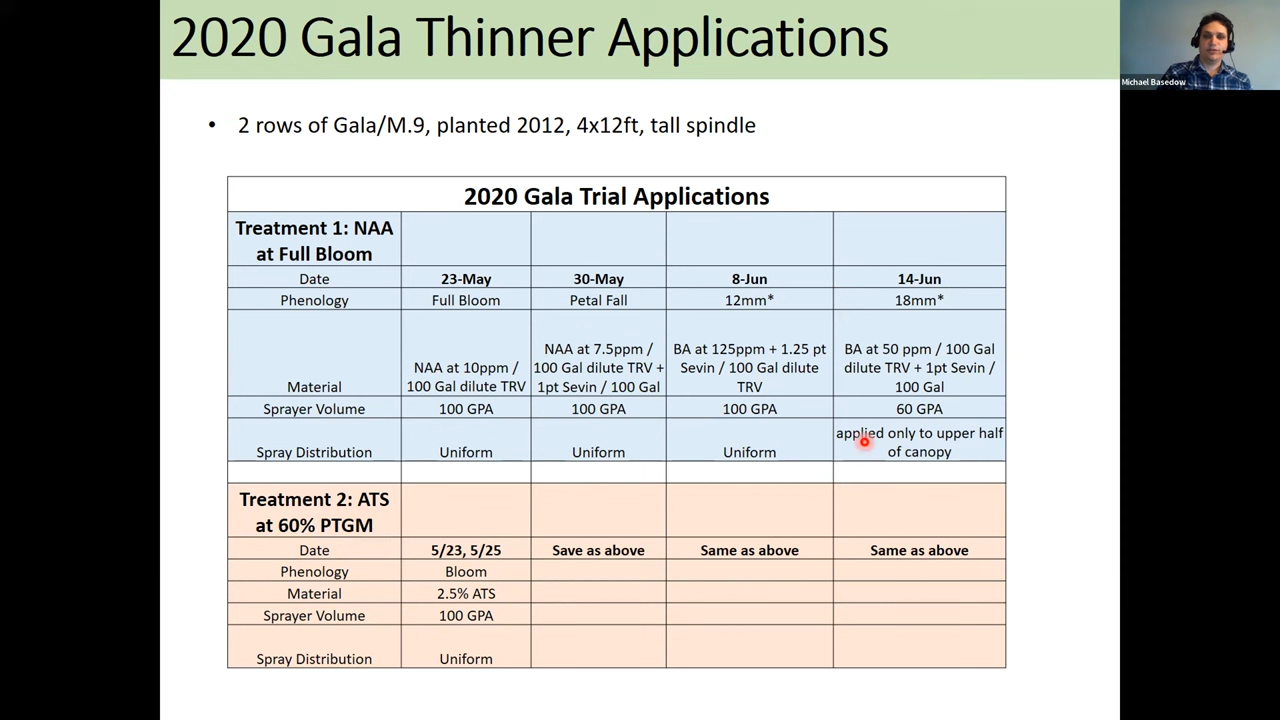 2020 Gala Thinner Applications
Michael Basedow
• 2 rows of Gala/M.9, planted 2012, 4x12ft, tall spindle
2020 Gala Trial Applications
Treatment 1: NAA
at Full Bloom
Date 23-May 30-May 8-Jun 14-Jun
Phenology Full Bloom Petal Fall 12mm* 18mm*
Material
NAA at 10ppm /
100 Gal dilute TRV
NAA at 7.5ppm /
100 Gal dilute TRV +
1pt Sevin / 100 Gal
BA at 125ppm + 1.25 pt
Sevin / 100 Gal dilute
TRV
BA at 50 ppm / 100 Gal
dilute TRV + 1pt Sevin /
100 Gal
Sprayer Volume 100 GPA 100 GPA 100 GPA 60 GPA
Spray Distribution Uniform Uniform Uniform
applied only to upper half
of canopy
Treatment 2: ATS
at 60% PTGM
Date 5/23, 5/25 Save as above Same as above Same as above
Phenology Bloom
Material 2.5% ATS
Sprayer Volume 100 GPA
Spray Distribution Uniform